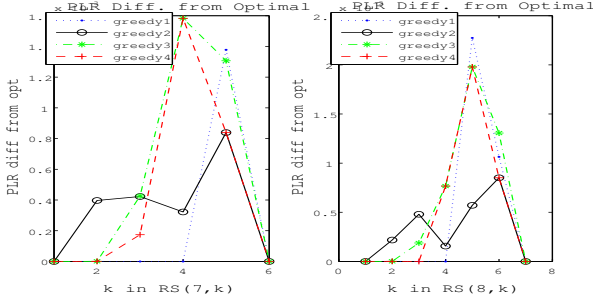 PLR Diff. from Optimal
greedy1
greedy2
greedy3
greedy4
PLR diff from opt
1.
1.2
1
0.8
0.6
0.4
0.2
0
2
4
6
k in RS(7,k)
PLR Diff. from Optimal
greedy1
greedy2
greedy3
greedy4
PLR diff from opt
2.
2
1.5
1
0.5
0
0
2
4
6
8
k in RS(8,k)